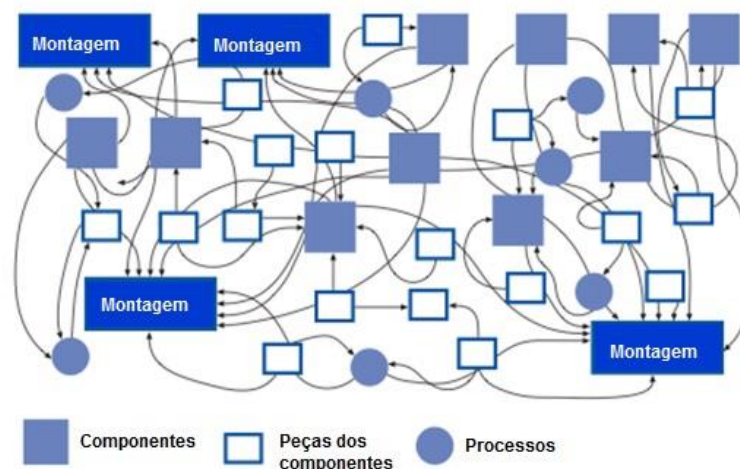 Montagem
Montagem
Montagem
Montagem
Componentes
Peças dos
componentes
Processos